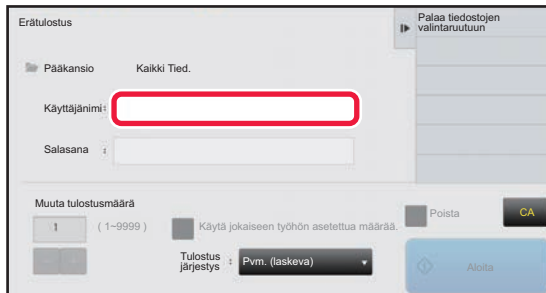 Erätulostus
Palaa tiedostojen
valintaruutuun
Pääkansio Kaikki Tied.
Käyttäjänimi:
Salasana :
Muuta tulostusmäärä
1 ( 1~9999 ) Käytä jokaiseen työhön asetettua määrää.
Poista CA
Tulostus
järjestys : Pvm. (laskeva)
Aloita